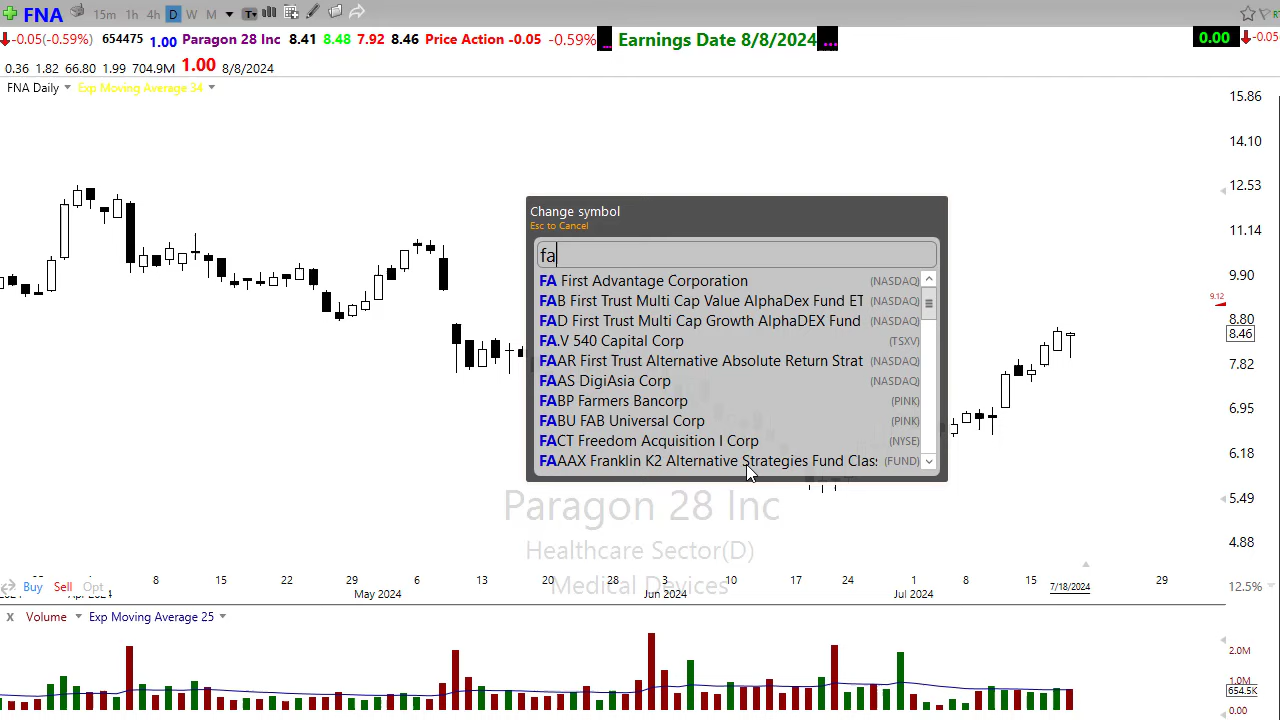 FNA 15m 1h 4h D W M
-0.05(-0.59%) 654475 1.00 Paragon 28 Inc 8.41 8.48 7.92 8.46 Price Action -0.05 -0.59% ... Earnings Date 8/8/2024 ... 0.00 -0.05
0.36 1.82 66.80 1.99 704.9M 1.00 8/8/2024
FNA Daily Exp Moving Average 34
15.86
14.10
12.53
11.14
9.90
9.12
8.80
8.46
7.82
6.95
6.18
5.49
4.88
Change symbol
Esc to Cancel
fa
FA First Advantage Corporation (NASDAQ)
FAB First Trust Multi Cap Value AlphaDex Fund ET (NASDAQ)
FAD First Trust Multi Cap Growth AlphaDEX Fund (NASDAQ)
FA.V 540 Capital Corp (TSXV)
FAAR First Trust Alternative Absolute Return Strat (NASDAQ)
FAAS DigiAsia Corp (NASDAQ)
FABP Farmers Bancorp (PINK)
FABU FAB Universal Corp (PINK)
FACT Freedom Acquisition I Corp (NYSE)
FAAAX Franklin K2 Alternative Strategies Fund Clas (FUND)
Paragon 28 Inc
Healthcare Sector(D)
Medical Devices
Buy Sell Opt
8 15 22 29 6 13 20 28 3 10 17 24 1 8 15 7/18/2024 29 12.5%
May 2024 Jun 2024 Jul 2024
X Volume Exp Moving Average 25
2.0M
1.0M
654.5K
0.00